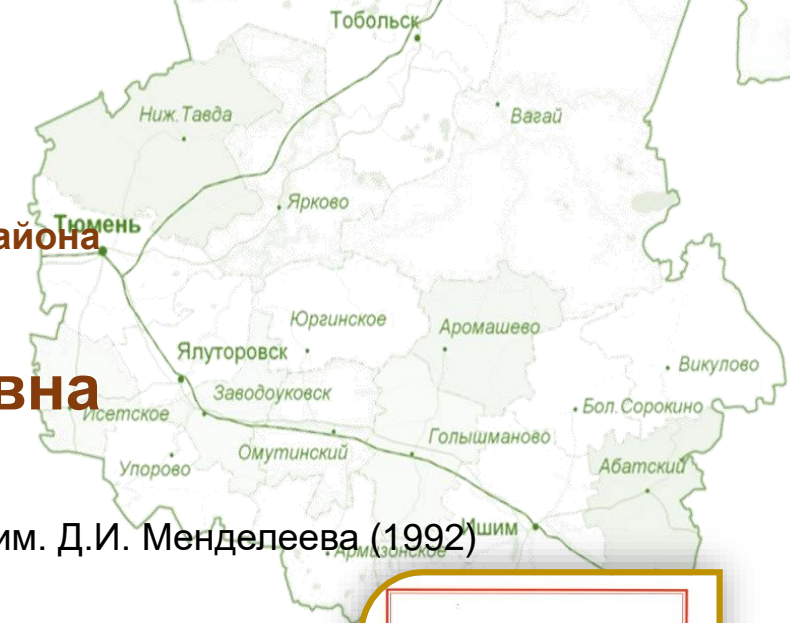 Тобольск
Ниж.Тавда
Вагай
Ярково
Тюмень
айона
Юргинское
Аромашево
Ялуторовск
Викулово
вна
Заводоуковск
Исетское
Бол.Сорокино
Голышманово
Омутинский
Упорово
Абатский
Ишим
им. Д.И. Менделеева (1992)
Армизонское